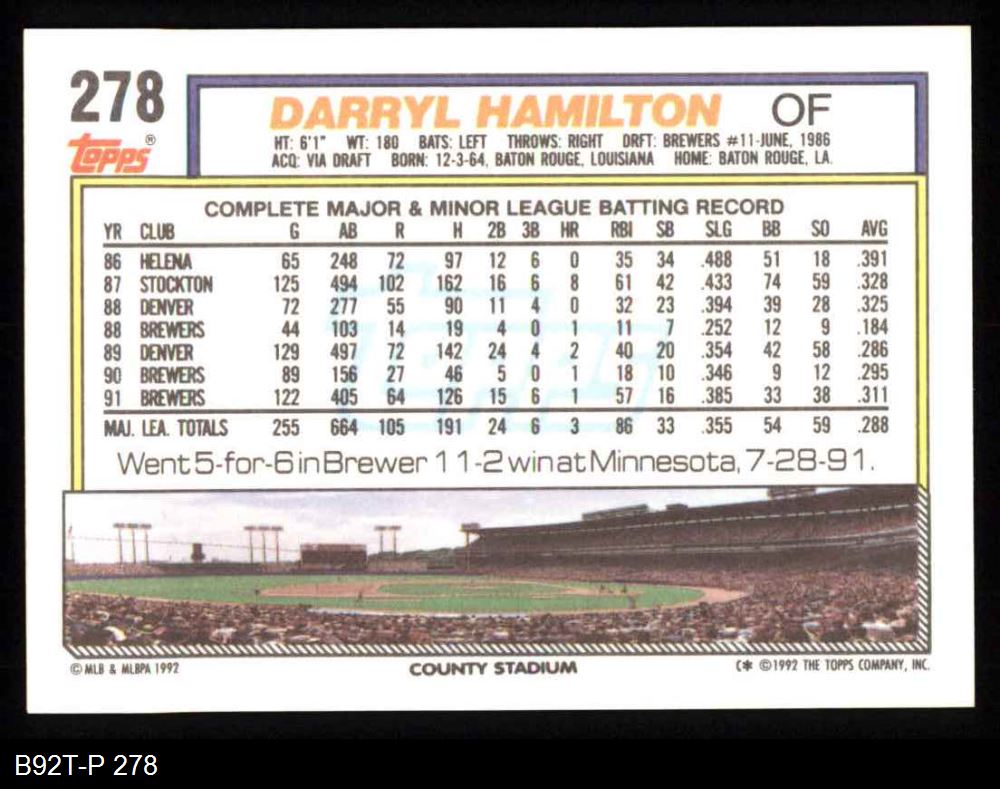 278
DARRYL HAMILTON OF
topps®
HT: 6'1" WT: 180 BATS: LEFT THROWS: RIGHT DRFT: BREWERS #11-JUNE, 1986
ACQ: VIA DRAFT BORN: 12-3-64, BATON ROUGE, LOUISIANA HOME: BATON ROUGE, LA.
COMPLETE MAJOR & MINOR LEAGUE BATTING RECORD
YR CLUB G AB R H 2B 3B HR RBI SB SLG BB SO AVG
86 HELENA 65 248 72 97 12 6 0 35 34 .488 51 18 .391
87 STOCKTON 125 494 102 162 16 6 8 61 42 .433 74 59 .328
88 DENVER 72 277 55 90 11 4 0 32 23 .394 39 28 .325
88 BREWERS 44 103 14 19 4 0 1 11 7 .252 12 9 .184
89 DENVER 129 497 72 142 24 4 2 40 20 .354 42 58 .286
90 BREWERS 89 156 27 46 5 0 1 18 10 .346 9 12 .295
91 BREWERS 122 405 64 126 15 6 1 57 16 .385 33 38 .311
MAJ. LEA. TOTALS 255 664 105 191 24 6 3 86 33 .355 54 59 .288
Topps
Went 5-for-6 in Brewer 11-2 win at Minnesota, 7-28-91.
© MLB & MLBPA 1992 COUNTY STADIUM C* ©1992 THE TOPPS COMPANY, INC.
B92T-P 278